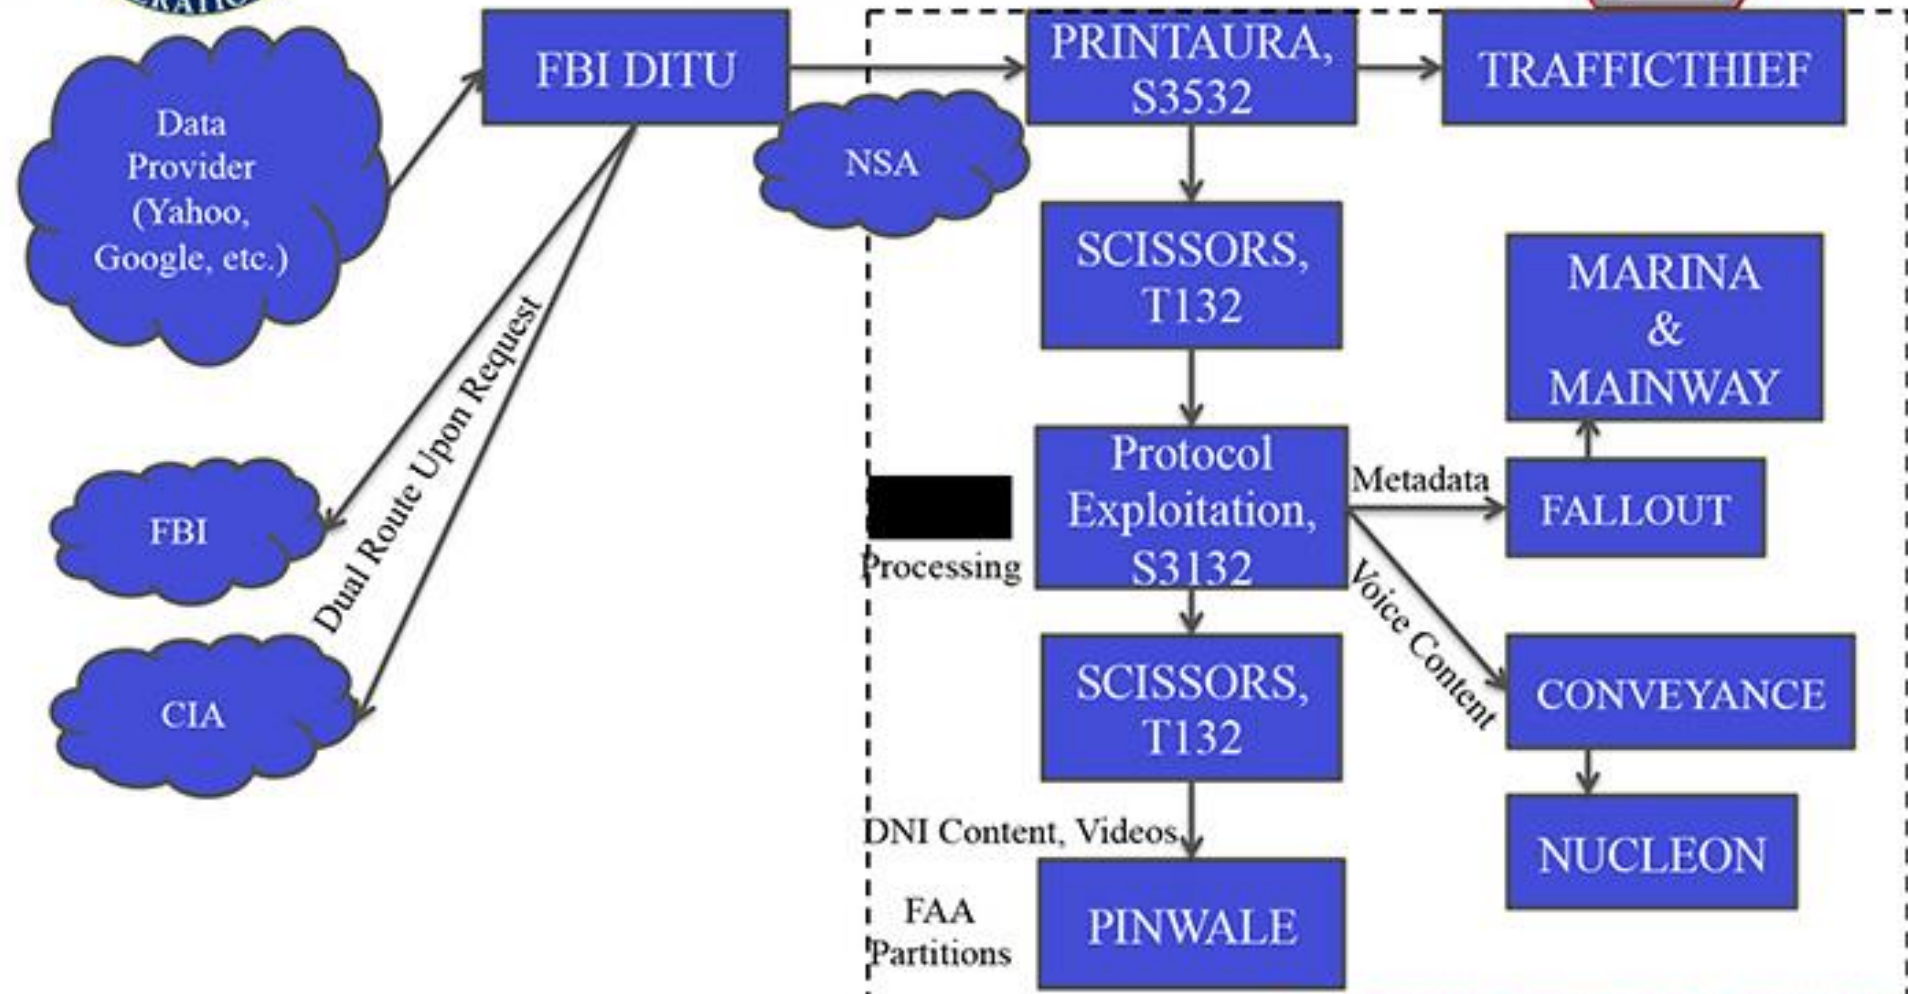 ERATIO
Data
Provider
(Yahoo,
Google, etc.)
FBI DITU
NSA
PRINTAURA,
S3532
TRAFFICTHIEF
SCISSORS,
T132
MARINA
&
MAINWAY
Dual Route Upon Request
FBI
CIA
Processing
Protocol
Exploitation,
S3132
Metadata
FALLOUT
Voice Content
CONVEYANCE
SCISSORS,
T132
DNI Content, Videos
NUCLEON
FAA
Partitions
PINWALE